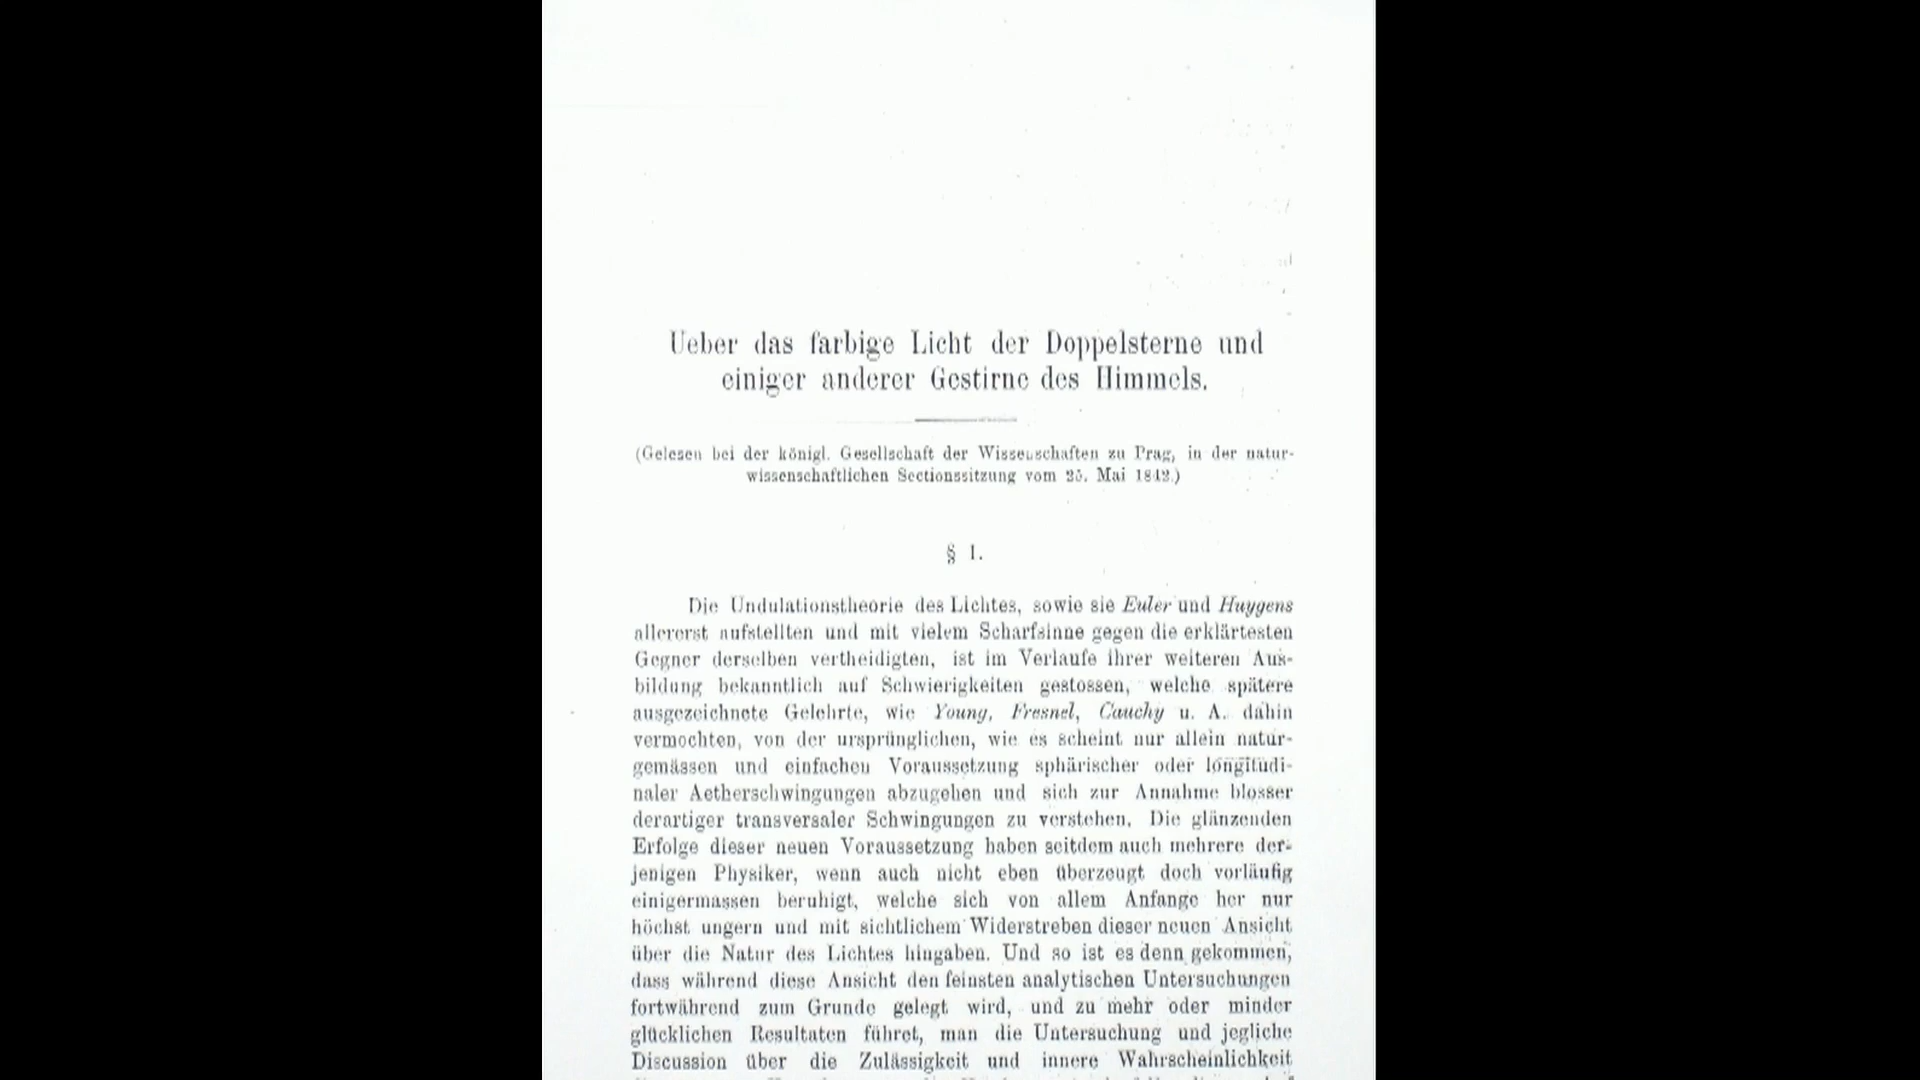 Ueber das farbige Licht der Doppelsterne und
einiger anderer Gestirne des Himmels.
(Gelesen bei der königl. Gesellschaft der Wissenschaften zu Prag, in der natur-
wissenschaftlichen Sectionssitzung vom 25. Mai 1842.)
§ 1.
Die Undulationstheorie des Lichtes, sowie sie Euler und Huygens
allererst aufstellten und mit vielem Scharfsinne gegen die erklärtesten
Gegner derselben vertheidigten, ist im Verlaufe ihrer weiteren Aus-
bildung bekanntlich auf Schwierigkeiten gestossen, welche spätere
ausgezeichnete Gelehrte, wie Young, Fresnel, Cauchy u. A. dahin
vermochten, von der ursprünglichen, wie es scheint nur allein natur-
gemässen und einfachen Voraussetzung sphärischer oder longitudi-
naler Aetherschwingungen abzugehen und sich zur Annahme blosser
derartiger transversaler Schwingungen zu verstehen. Die glänzenden
Erfolge dieser neuen Voraussetzung haben seitdem auch mehrere der-
jenigen Physiker, wenn auch nicht eben überzeugt doch vorläufig
einigermassen beruhigt, welche sich von allem Anfange her nur
höchst ungern und mit sichtlichem Widerstreben dieser neuen Ansicht
über die Natur des Lichtes hingaben. Und so ist es denn gekommen,
dass während diese Ansicht den feinsten analytischen Untersuchungen
fortwährend zum Grunde gelegt wird, und zu mehr oder minder
glücklichen Resultaten führet, man die Untersuchung und jegliche
Discussion über die Zulässigkeit und innere Wahrscheinlichkeit